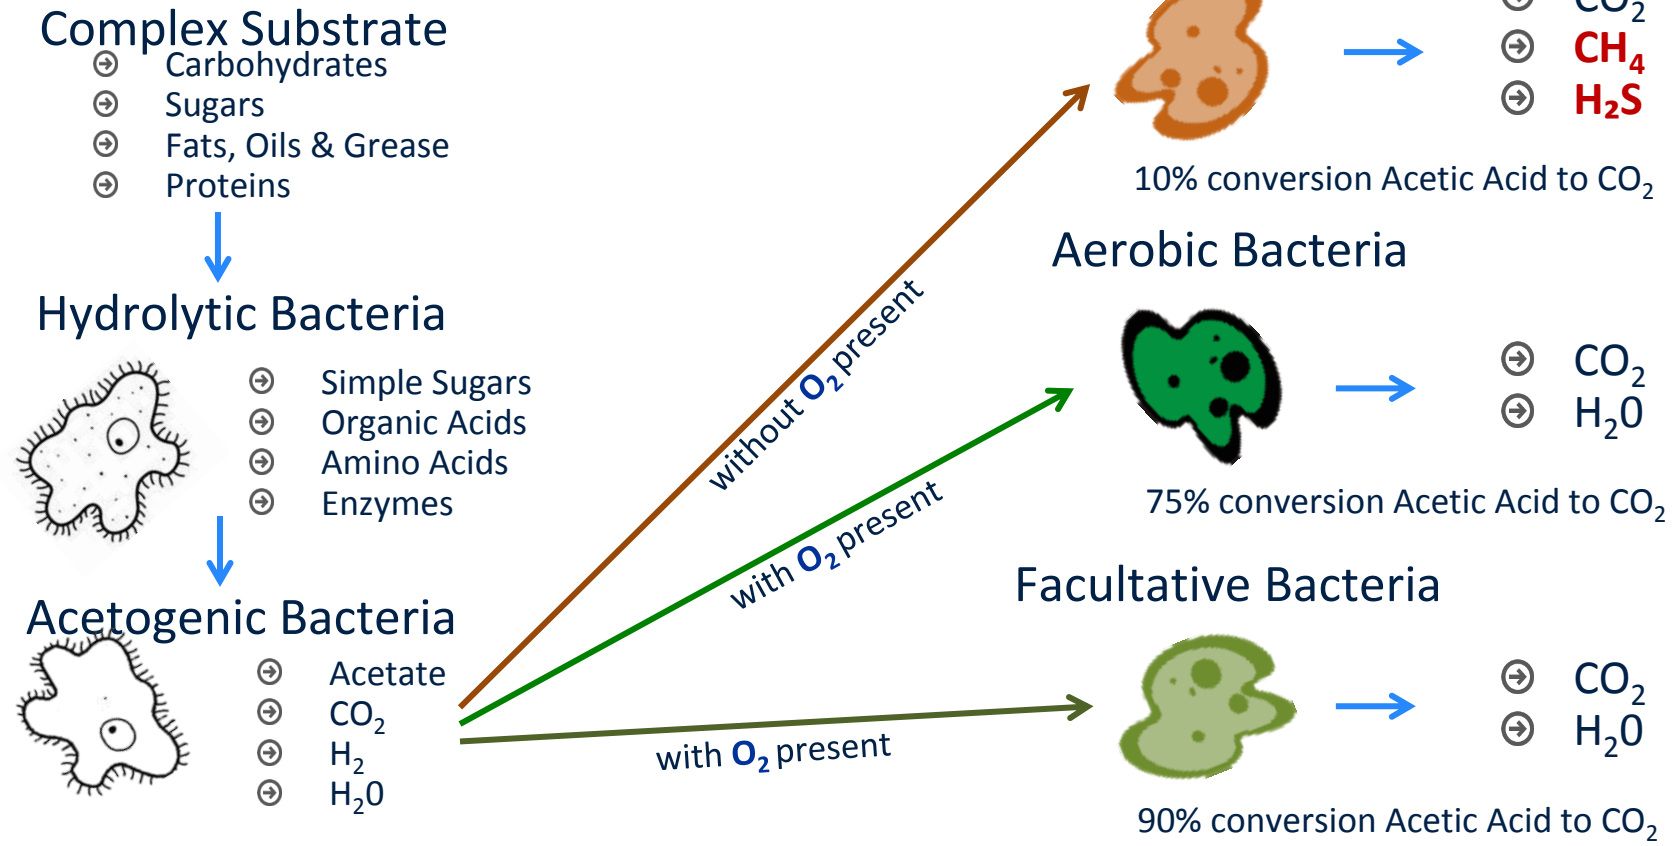 Complex Substrate
Carbohydrates
Sugars
Fats, Oils & Grease
Proteins
Hydrolytic Bacteria
Simple Sugars
Organic Acids
Amino Acids
Enzymes
Acetogenic Bacteria
Acetate
CO₂
H₂
H₂0
without O₂ present
with O₂ present
with O₂ present
CO₂
CH₄
H₂S
10% conversion Acetic Acid to CO₂
Aerobic Bacteria
CO₂
H₂0
75% conversion Acetic Acid to CO₂
Facultative Bacteria
CO₂
H₂0
90% conversion Acetic Acid to CO₂